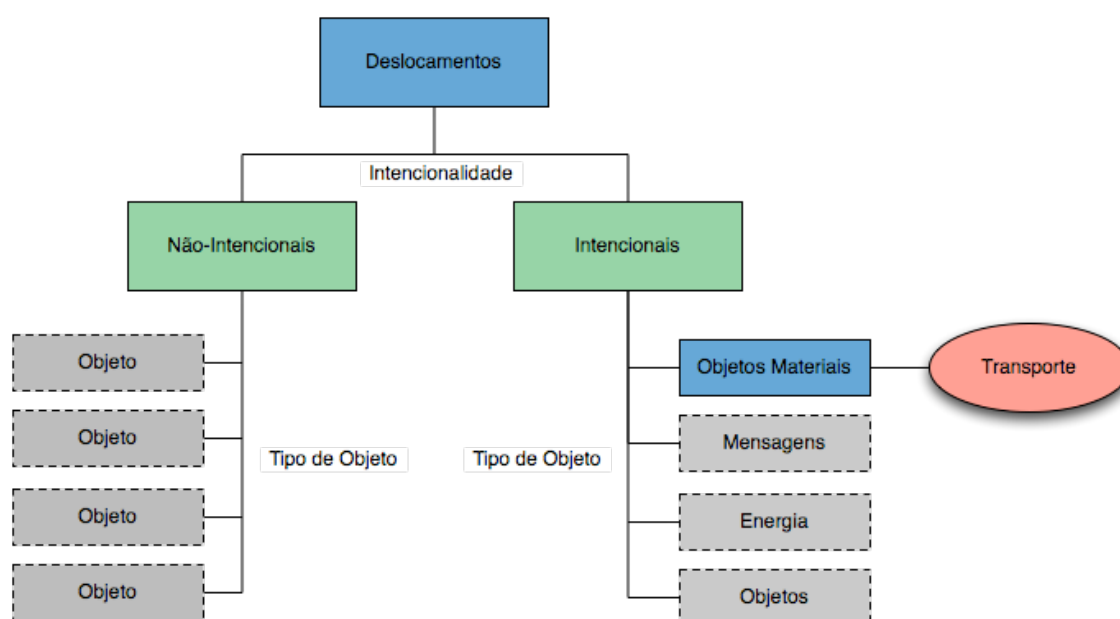 Deslocamentos
Intencionalidade
Não-Intencionais
Intencionais
Objeto
Objetos Materiais
Transporte
Objeto
Mensagens
Tipo de Objeto
Tipo de Objeto
Objeto
Energia
Objeto
Objetos